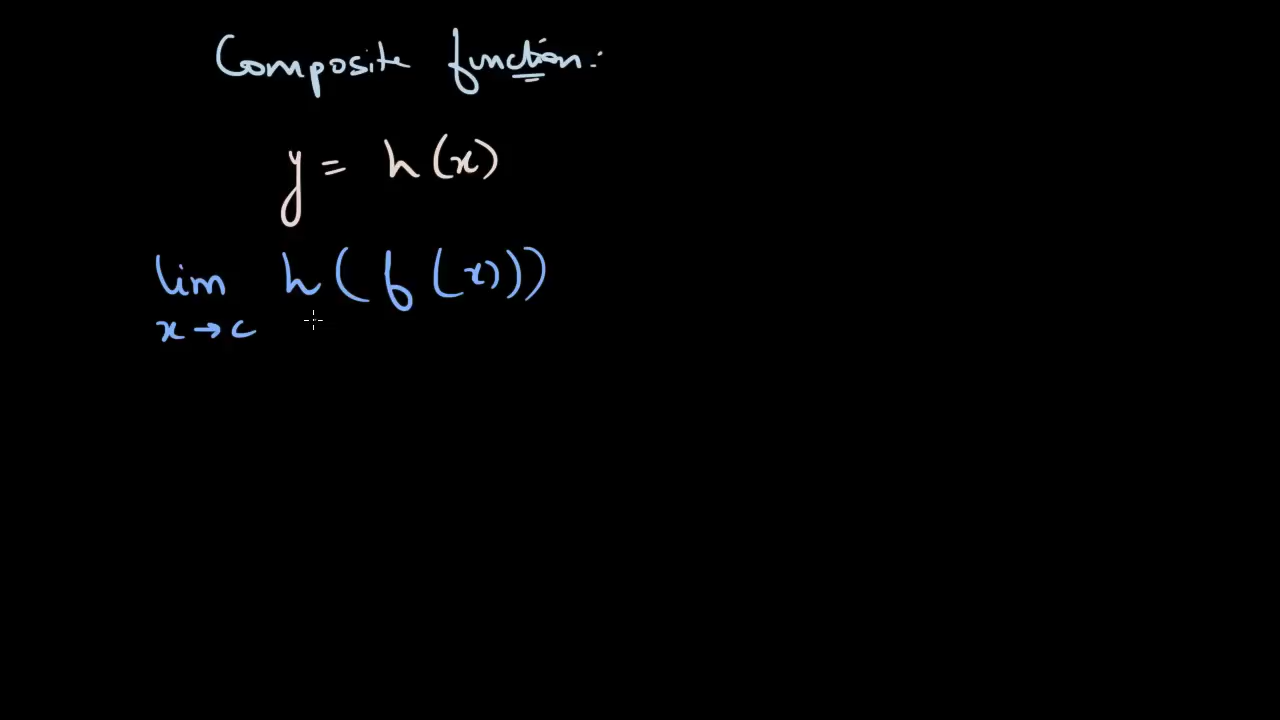 Composite function:
y = h(x)
lim h(f(x))
x→c